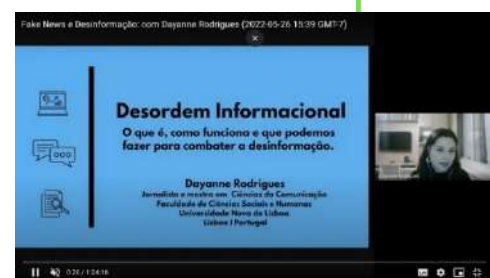 Fake News e Desinformação: com Dayanne Rodrigues (2022-05-26 15:39 GMT-7)
Desordem Informacional
O que é, como funciona e que podemos
fazer para combater a desinformação.
Dayanne Rodrigues
Jornalista e mestra em Ciências da Comunicação
Faculdade de Ciências Sociais e Humanas
Universidade Nova de Lisboa
Lisboa | Portugal